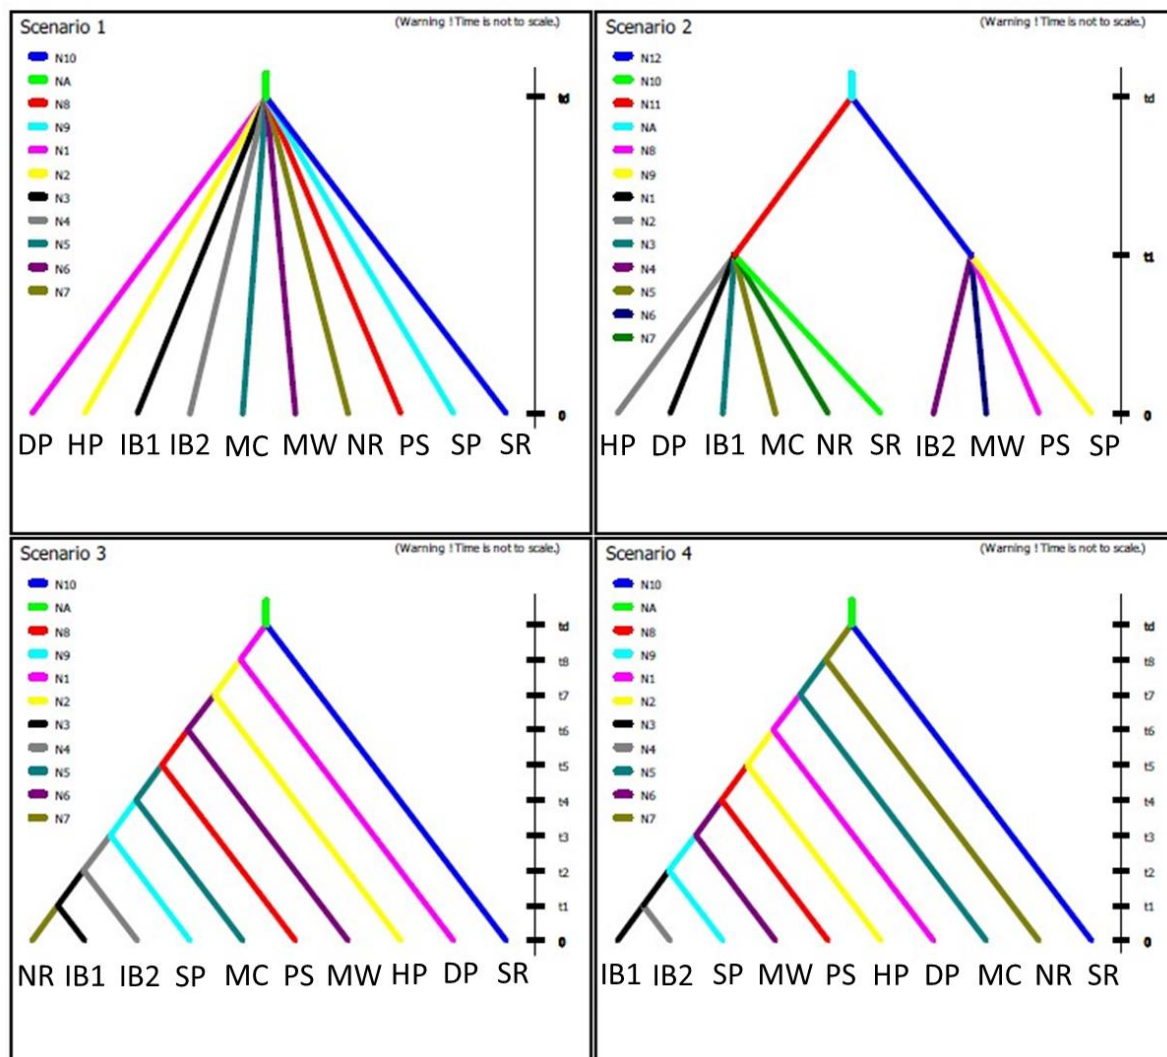 Scenario 1
(Warning ! Time is not to scale.)
N10
NA
N8
N9
N1
N2
N3
N4
N5
N6
N7
0
DP HP IB1 IB2 MC MW NR PS SP SR
Scenario 2
(Warning ! Time is not to scale.)
N12
N10
N11
NA
N8
N9
N1
N2
N3
N4
N5
N6
N7
td
t1
0
HP DP IB1 MC NR SR IB2 MW PS SP
Scenario 3
(Warning ! Time is not to scale.)
N10
NA
N8
N9
N1
N2
N3
N4
N5
N6
N7
td
t8
t7
t6
t5
t4
t3
t2
t1
0
NR IB1 IB2 SP MC PS MW HP DP SR
Scenario 4
(Warning ! Time is not to scale.)
N10
NA
N8
N9
N1
N2
N3
N4
N5
N6
N7
td
t8
t7
t6
t5
t4
t3
t2
t1
0
IB1 IB2 SP MW PS HP DP MC NR SR